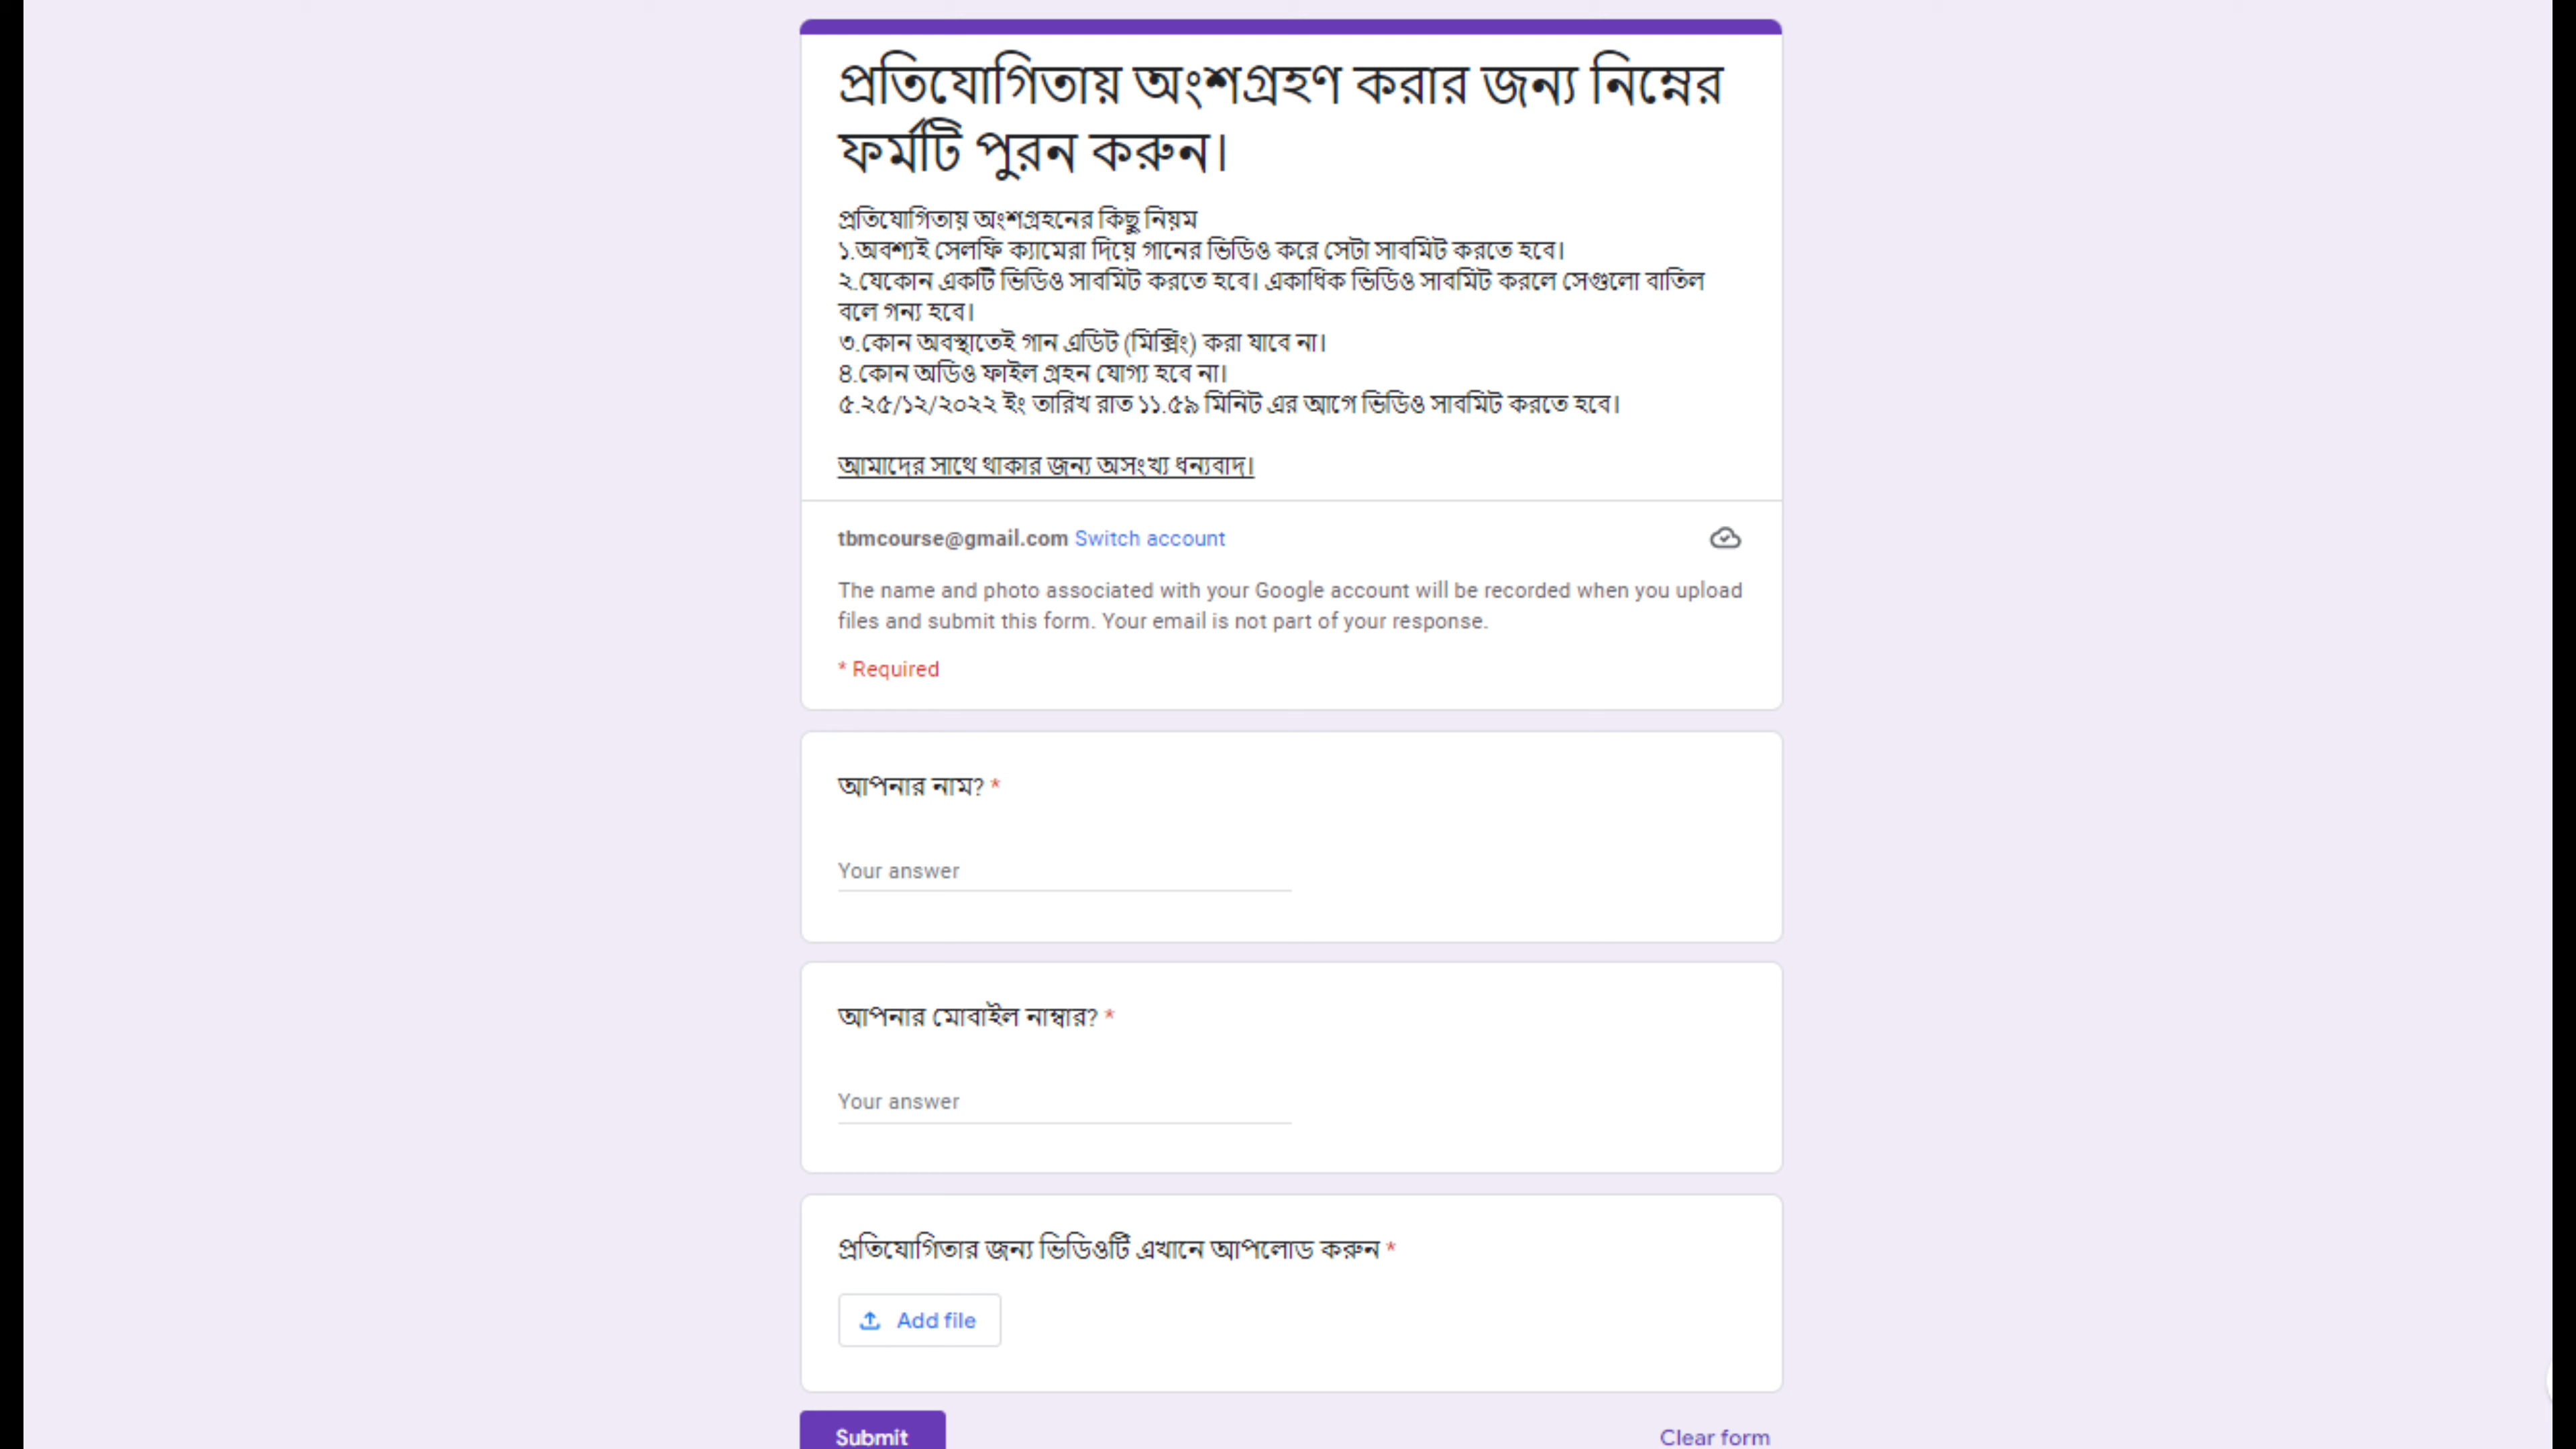 প্রতিযোগিতায় অংশগ্রহণ করার জন্য নিম্নের
ফর্মটি পুরন করুন।
প্রতিযোগিতায় অংশগ্রহনের কিছু নিয়ম
১.অবশ্যই সেলফি ক্যামেরা দিয়ে গানের ভিডিও করে সেটা সাবমিট করতে হবে।
২.যেকোন একটি ভিডিও সাবমিট করতে হবে। একাধিক ভিডিও সাবমিট করলে সেগুলো বাতিল
বলে গন্য হবে।
৩.কোন অবস্থাতেই গান এডিট (মিক্সিং) করা যাবে না।
৪.কোন অডিও ফাইল গ্রহন যোগ্য হবে না।
৫.২৫/১২/২০২২ ইং তারিখ রাত ১১.৫৯ মিনিট এর আগে ভিডিও সাবমিট করতে হবে।
আমাদের সাথে থাকার জন্য অসংখ্য ধন্যবাদ।
tbmcourse@gmail.com Switch account
The name and photo associated with your Google account will be recorded when you upload
files and submit this form. Your email is not part of your response.
* Required
আপনার নাম? *
Your answer
আপনার মোবাইল নাম্বার? *
Your answer
প্রতিযোগিতার জন্য ভিডিওটি এখানে আপলোড করুন *
Add file
Submit Clear form